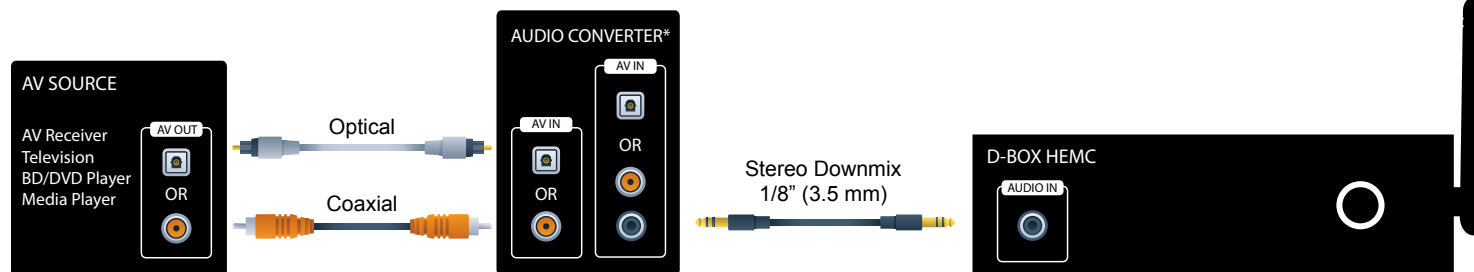 AV SOURCE
AV Receiver
Television
BD/DVD Player
Media Player
AV OUT
OR
Optical
Coaxial
AUDIO CONVERTER*
AV IN
OR
AV IN
OR
Stereo Downmix
1/8” (3.5 mm)
D-BOX HEMC
AUDIO IN